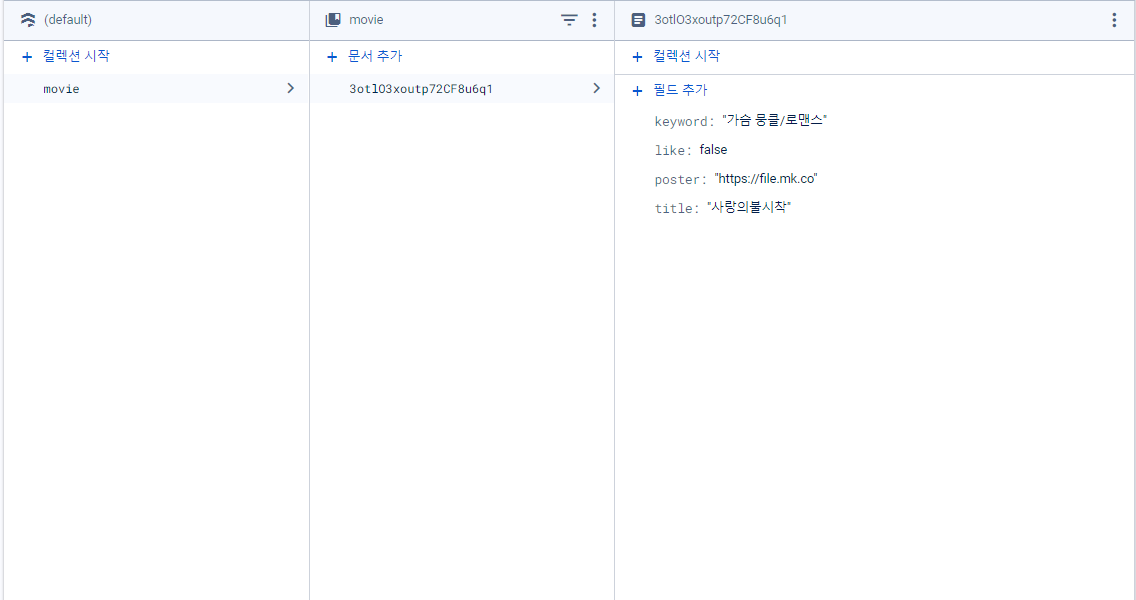 (default)
컬렉션 시작
movie
movie
문서 추가
3otlO3xoutp72CF8u6q1
3otlO3xoutp72CF8u6q1
컬렉션 시작
필드 추가
keyword: "가슴 뭉클/로맨스"
like: false
poster: "https://file.mk.co"
title: "사랑의불시착"